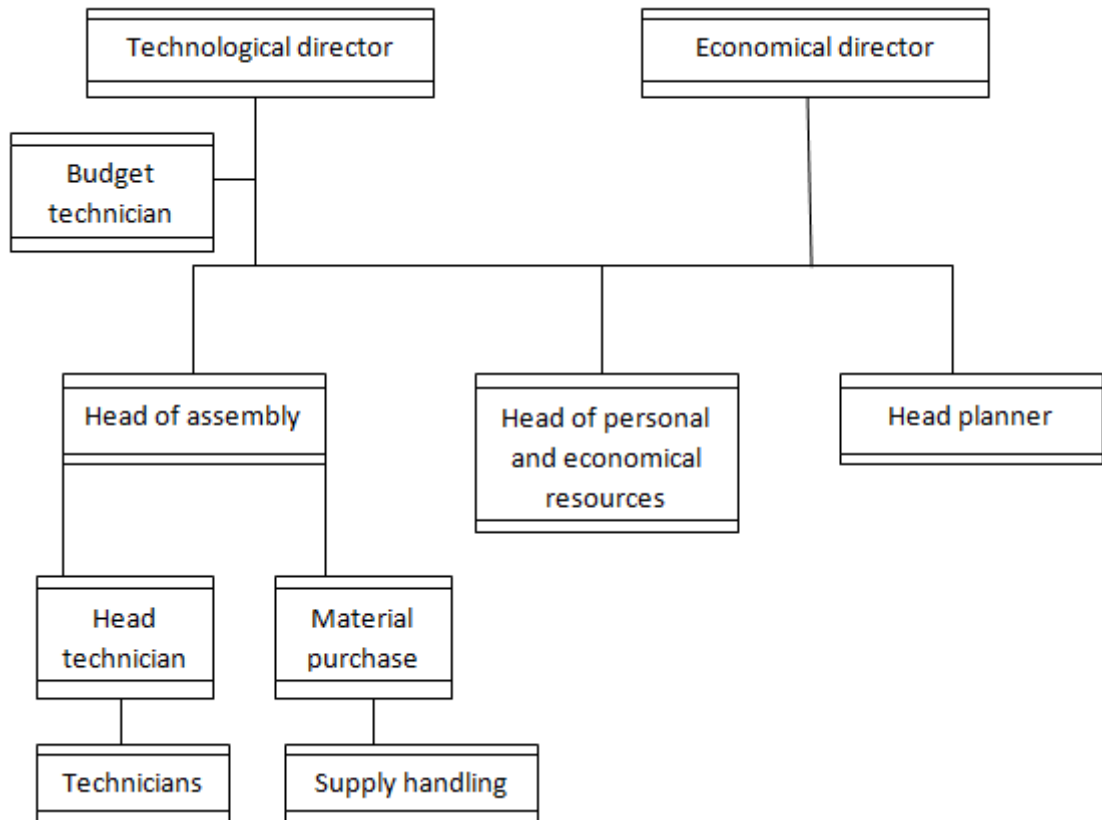 Technological director
Economical director
Budget
technician
Head of assembly
Head of personal
and economical
resources
Head planner
Head
technician
Material
purchase
Technicians
Supply handling